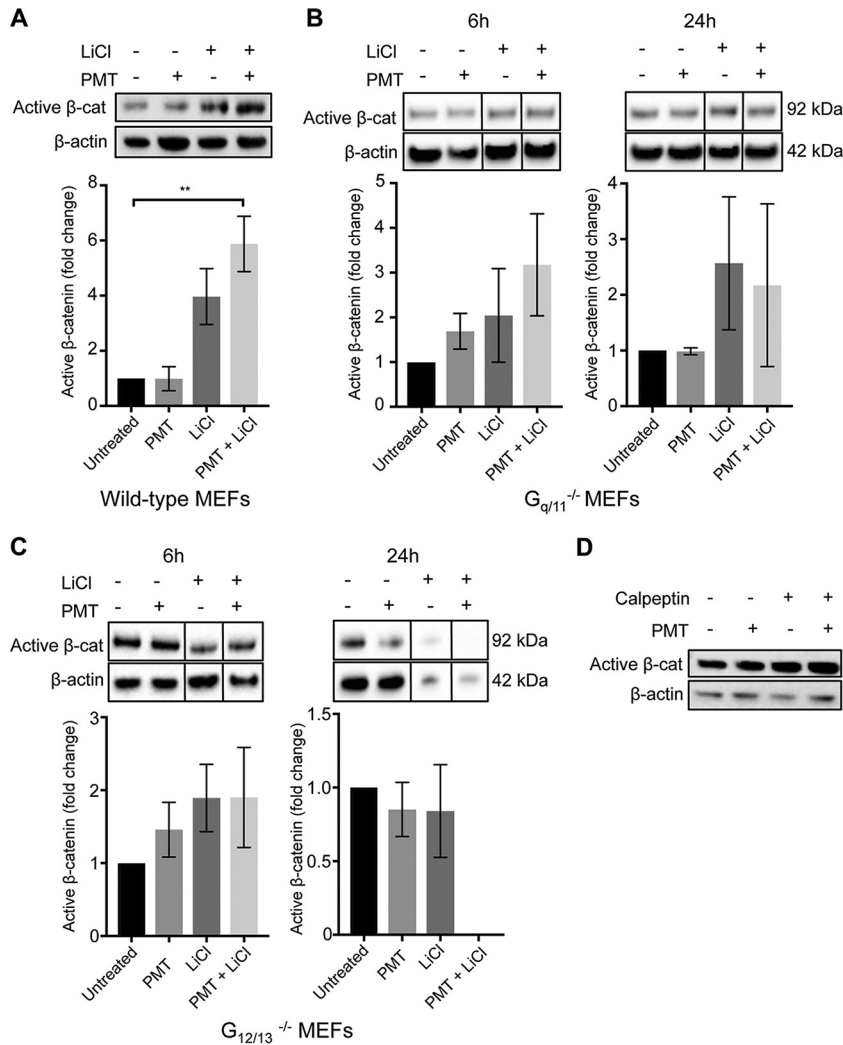 A
LiCl - - + +
PMT - + - +
Active β-cat
β-actin
Active β-catenin (fold change)
8
6
4
2
1
0
**
Untreated
PMT
LiCl
PMT + LiCl
Wild-type MEFs
B
6h
24h
LiCl - - + + - - + +
PMT - + - + - + - +
Active β-cat
92 kDa
β-actin
42 kDa
Active β-catenin (fold change)
5
4
3
2
1
0
Untreated
PMT
LiCl
PMT + LiCl
Active β-catenin (fold change)
4
3
2
1
0
Untreated
PMT
LiCl
PMT + LiCl
Gq/11-/- MEFs
C
6h
24h
LiCl - - + + - - + +
PMT - + - + - + - +
Active β-cat
92 kDa
β-actin
42 kDa
Active β-catenin (fold change)
3
2
1
0
Untreated
PMT
LiCl
PMT + LiCl
Active β-catenin (fold change)
1.5
1.0
0.5
0
Untreated
PMT
LiCl
PMT + LiCl
G12/13 -/- MEFs
D
Calpeptin - - + +
PMT - + - +
Active β-cat
β-actin